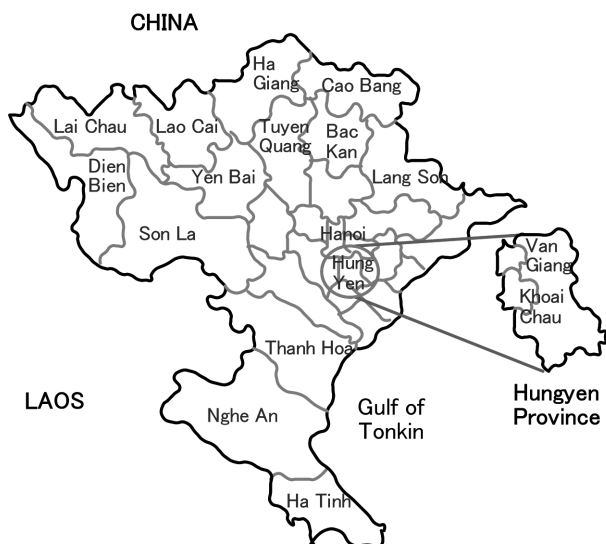 CHINA
Ha
Giang
Cao Bang
Lai Chau
Lao Cai
Tuyen
Quang
Bac
Kan
Dien
Bien
Yen Bai
Lang Son
Son La
Hanoi
Hung
Yen
Van
Giang
Khoai
Chau
Thanh Hoa
LAOS
Nghe An
Gulf of
Tonkin
Hungyen
Province
Ha Tinh